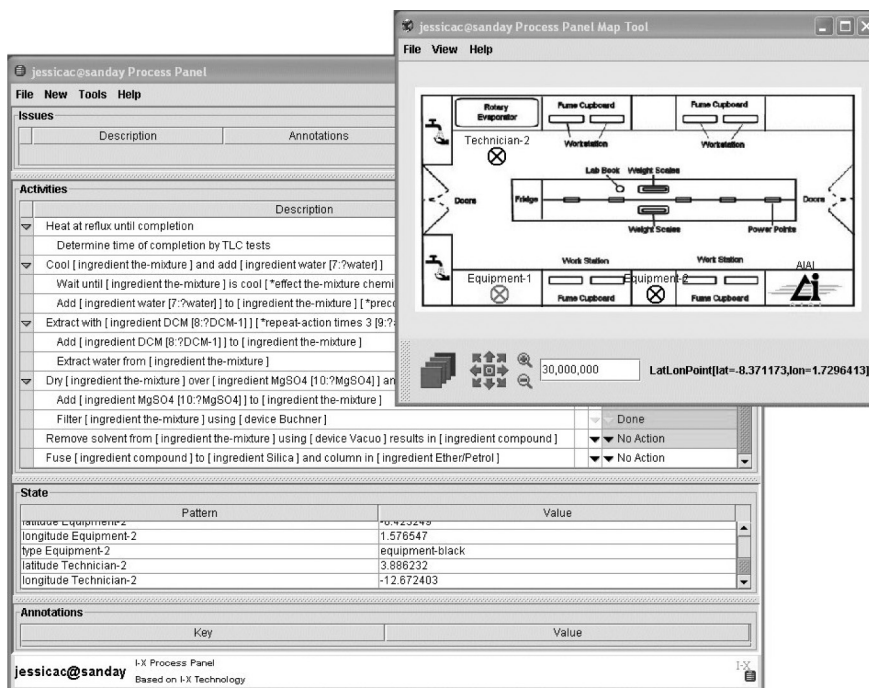 jessicac@sanday Process Panel Map Tool
File View Help
Rotary Evaporator
Fume Cupboard
Fume Cupboard
Workstation
Workstation
Technician-2
Lab Book
Weight Scales
Doors
Fridge
Doors
Weight Scales
Power Points
Work Station
Work Station
Equipment-1
Equipment-2
AIAI
Fume Cupboard
Fume Cupboard
30,000,000
LatLonPoint[lat=-8.371173,lon=1.7296413]
jessicac@sanday Process Panel
File New Tools Help
Issues
Description Annotations
Activities
Description
Heat at reflux until completion
Determine time of completion by TLC tests
Cool [ ingredient the-mixture ] and add [ ingredient water [7:?water] ]
Wait until [ ingredient the-mixture ] is cool [ *effect the-mixture chemi
Add [ ingredient water [7:?water] ] to [ ingredient the-mixture ] [ *preco
Extract with [ ingredient DCM [8:?DCM-1] ] [ *repeat-action times 3 [9:?
Add [ ingredient DCM [8:?DCM-1] ] to [ ingredient the-mixture ]
Extract water from [ ingredient the-mixture ]
Dry [ ingredient the-mixture ] over [ ingredient MgSO4 [10:?MgSO4] ] an
Add [ ingredient MgSO4 [10:?MgSO4] ] to [ ingredient the-mixture ]
Filter [ ingredient the-mixture ] using [ device Buchner ] Done
Remove solvent from [ ingredient the-mixture ] using [ device Vacuo ] results in [ ingredient compound ] No Action
Fuse [ ingredient compound ] to [ ingredient Silica ] and column in [ ingredient Ether/Petrol ] No Action
State
Pattern Value
latitude Equipment-2 -8.423249
longitude Equipment-2 1.576547
type Equipment-2 equipment-black
latitude Technician-2 3.886232
longitude Technician-2 -12.672403
Annotations
Key Value
jessicac@sanday
I-X Process Panel
Based on I-X Technology
I-X